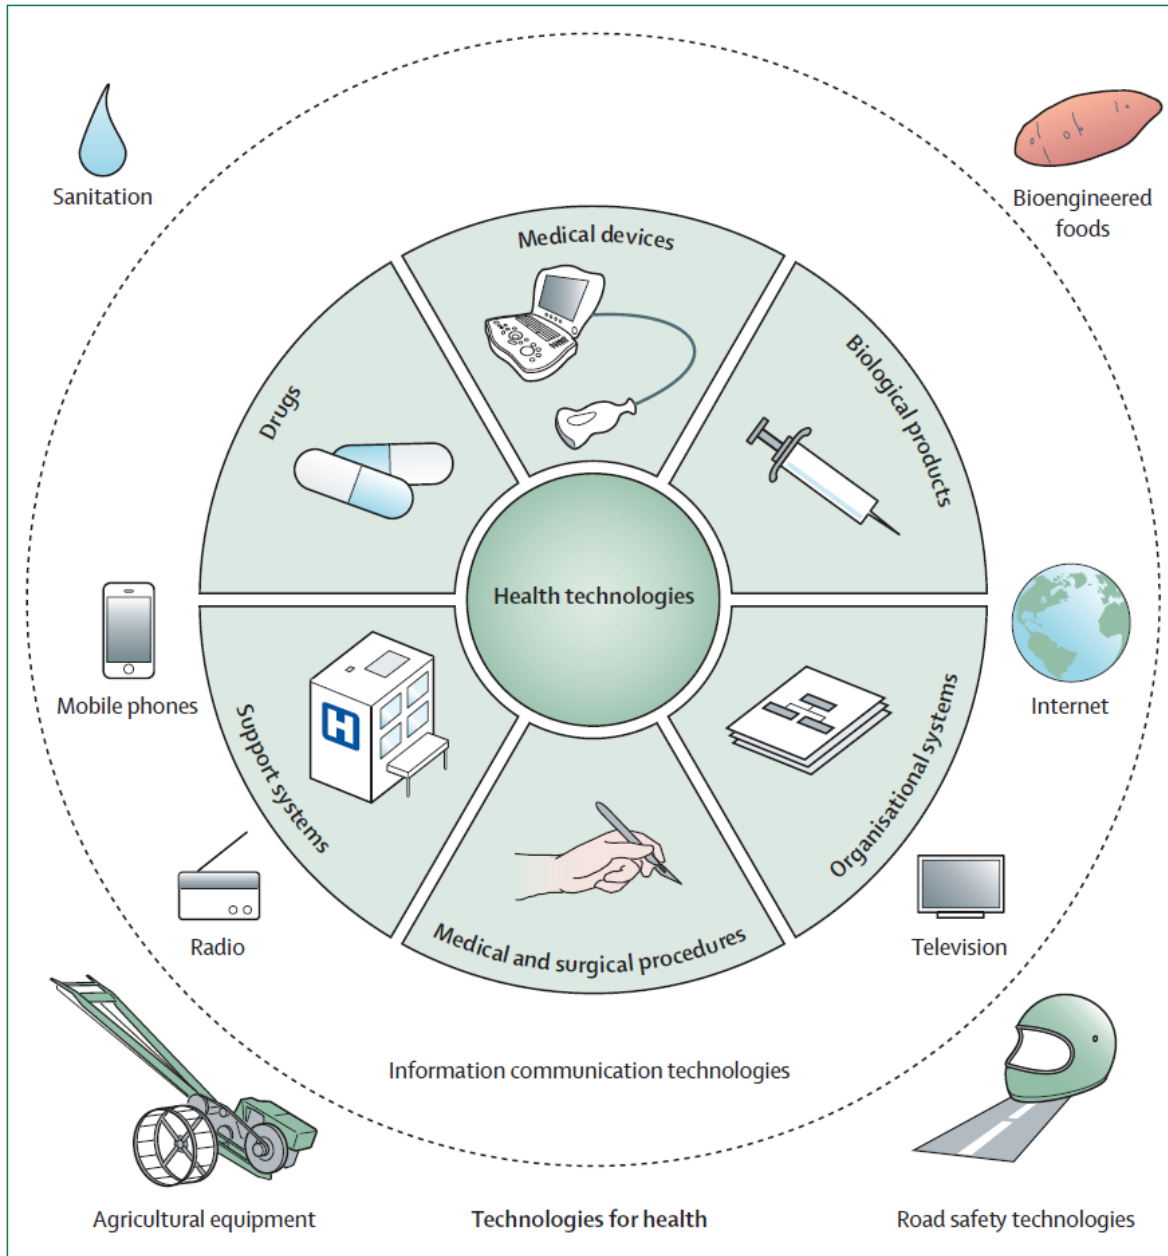 Sanitation
Bioengineered
foods
Medical devices
Drugs
Biological products
Health technologies
Mobile phones
Internet
Support systems
H
Organisational systems
Radio
Television
Medical and surgical procedures
Information communication technologies
Agricultural equipment
Technologies for health
Road safety technologies